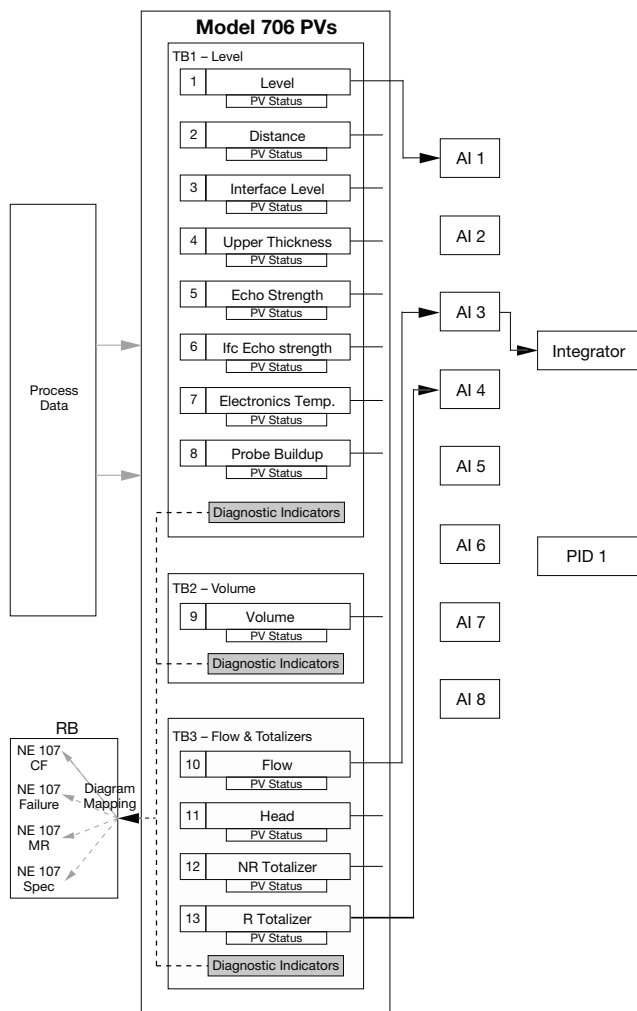 Model 706 PVs
TB1 – Level
1 Level
PV Status
2 Distance
PV Status
3 Interface Level
PV Status
4 Upper Thickness
PV Status
5 Echo Strength
PV Status
6 Ifc Echo strength
PV Status
7 Electronics Temp.
PV Status
8 Probe Buildup
PV Status
Diagnostic Indicators
TB2 – Volume
9 Volume
PV Status
Diagnostic Indicators
TB3 – Flow & Totalizers
10 Flow
PV Status
11 Head
PV Status
12 NR Totalizer
PV Status
13 R Totalizer
PV Status
Diagnostic Indicators
Process
Data
RB
NE 107
CF
NE 107
Failure
NE 107
MR
NE 107
Spec
Diagram
Mapping
AI 1
AI 2
AI 3
AI 4
AI 5
AI 6
AI 7
AI 8
Integrator
PID 1